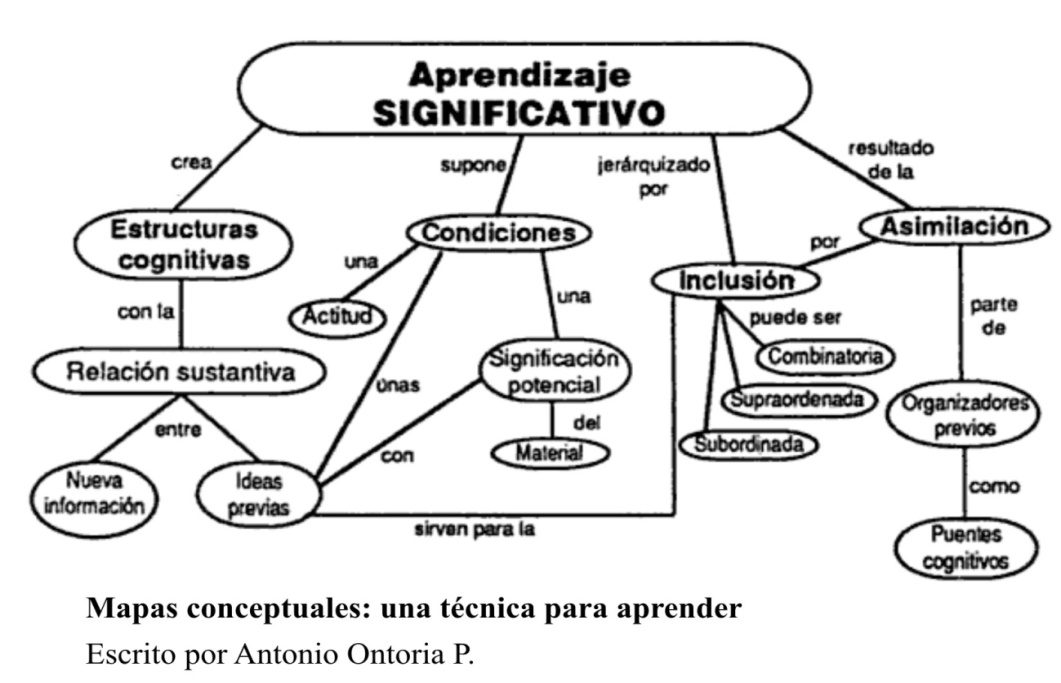 Aprendizaje
SIGNIFICATIVO
crea
supone
jerárquizado
por
resultado
de la
Estructuras
cognitivas
Condiciones
Asimilación
por
una
Inclusión
con la
Actitud
una
puede ser
parte
de
Relación sustantiva
Significación
potencial
Combinatoria
únas
Supraordenada
Organizadores
previos
entre
con
del
Subordinada
Material
Nueva
información
Ideas
previas
como
sirven para la
Puentes
cognitivos
Mapas conceptuales: una técnica para aprender
Escrito por Antonio Ontoria P.